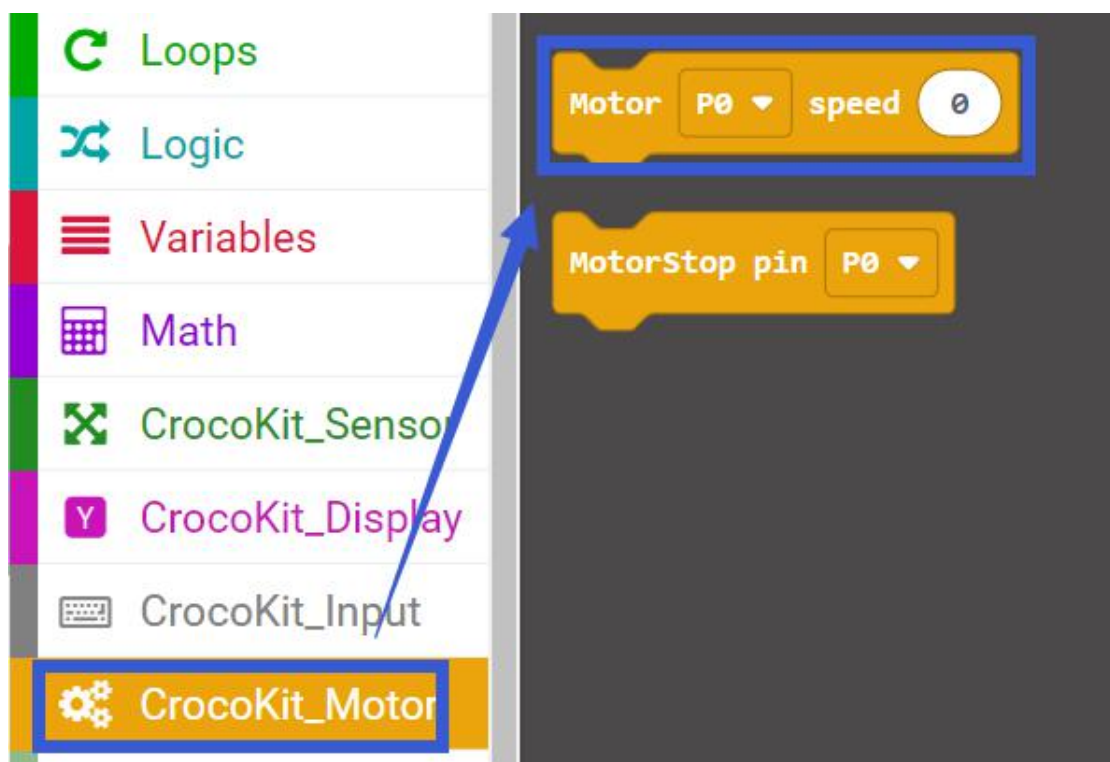 Loops
Logic
Variables
Math
CrocoKit_Sensor
Y CrocoKit_Display
CrocoKit_Input
CrocoKit_Motor
Motor P0 speed 0
MotorStop pin P0